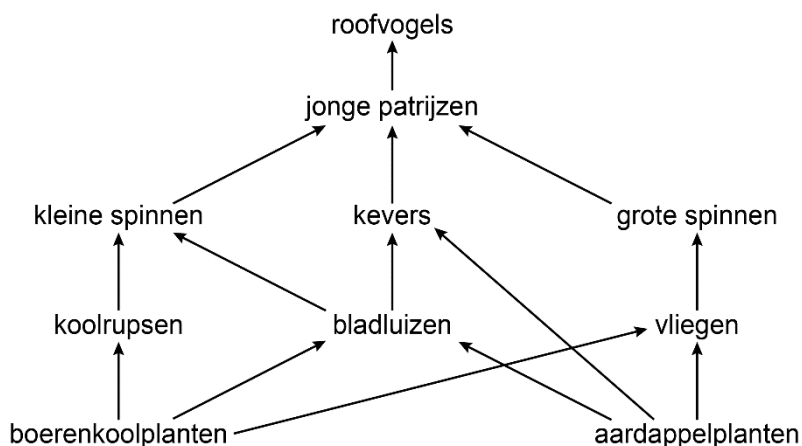 roofvogels
jonge patrijzen
kleine spinnen kevers grote spinnen
koolrupsen bladluizen vliegen
boerenkoolplanten aardappelplanten